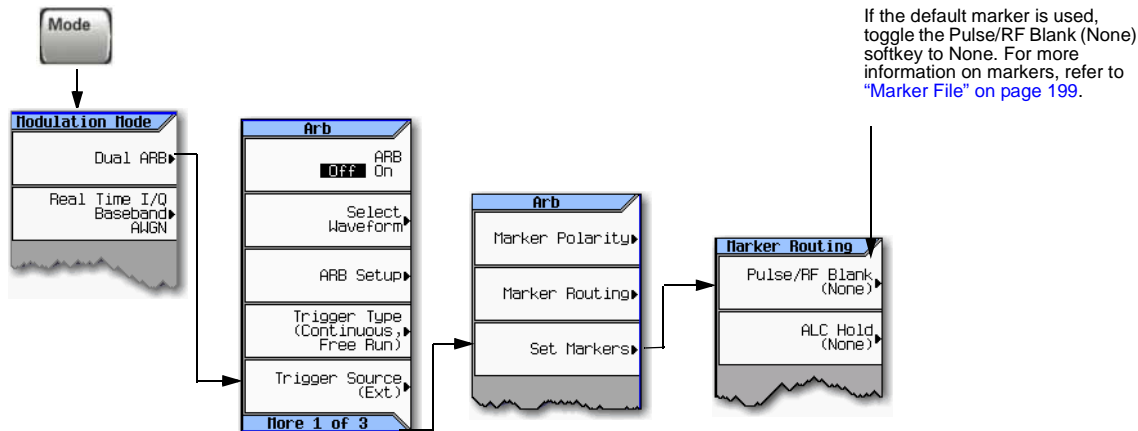 Mode
If the default marker is used,
toggle the Pulse/RF Blank (None)
softkey to None. For more
information on markers, refer to
“Marker File” on page 199.
Modulation Mode
Dual ARB
Real Time I/Q
Baseband
AWGN
Arb
ARB
Off On
Select
Waveform
ARB Setup
Trigger Type
(Continuous,
Free Run)
Trigger Source
(Ext)
More 1 of 3
Arb
Marker Polarity
Marker Routing
Set Markers
Marker Routing
Pulse/RF Blank
(None)
ALC Hold
(None)